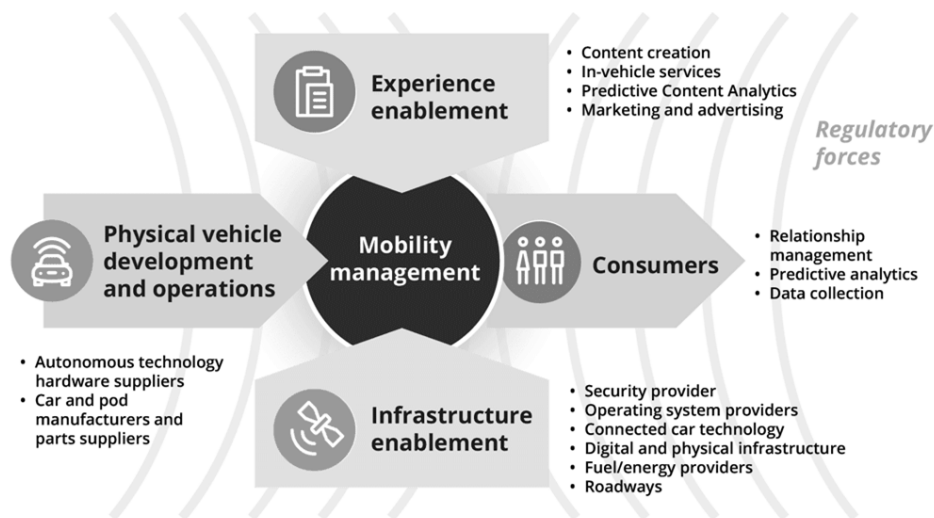 Experience
enablement
• Content creation
• In-vehicle services
• Predictive Content Analytics
• Marketing and advertising
Regulatory
forces
Physical vehicle
development
and operations
Mobility
management
Consumers
• Relationship
management
• Predictive analytics
• Data collection
• Autonomous technology
hardware suppliers
• Car and pod
manufacturers and
parts suppliers
Infrastructure
enablement
• Security provider
• Operating system providers
• Connected car technology
• Digital and physical infrastructure
• Fuel/energy providers
• Roadways